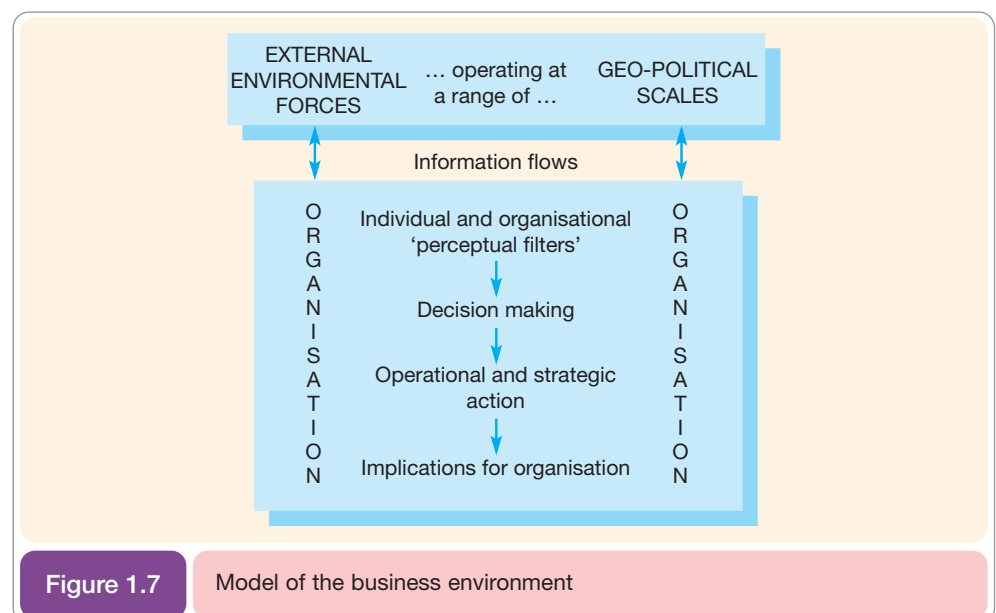 EXTERNAL
ENVIRONMENTAL
FORCES
… operating at
a range of …
GEO-POLITICAL
SCALES
Information flows
O
R
G
A
N
I
S
A
T
I
O
N
Individual and organisational
‘perceptual filters’
Decision making
Operational and strategic
action
Implications for organisation
O
R
G
A
N
I
S
A
T
I
O
N
Figure 1.7
Model of the business environment